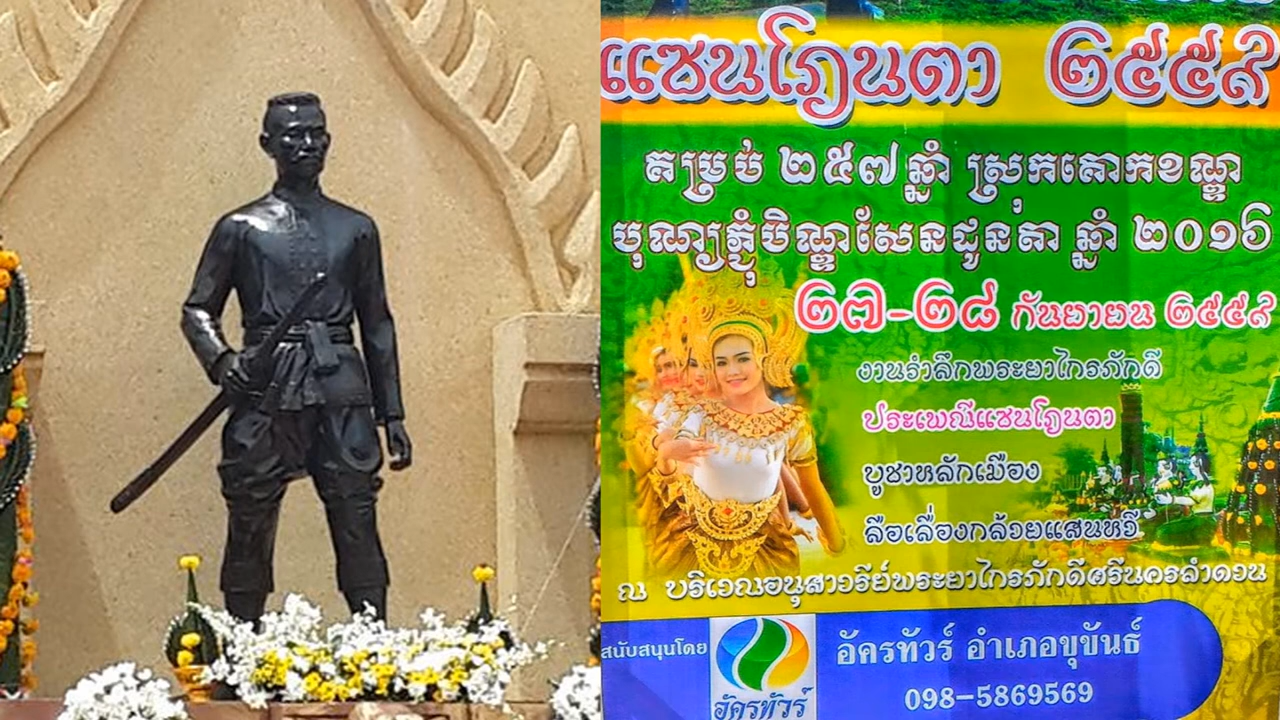 แซนโฎนตา ๒๕๕๙
គម្រប់ ២៥៧ ឆ្នាំ ស្រុកគោកខណ្ឌ
បុណ្យភ្ជុំបិណ្ឌសែនដូនតា ឆ្នាំ ២០១៦
๒๗-๒๘ กันยายน ๒๕๕๙
งานรำลึกพระยาไกรภักดี
ประเพณีแซนโฎนตา
บูชาหลักเมือง
ลือเลื่องกล้วยแสนหวี
ณ บริเวณอนุสาวรีย์พระยาไกรภักดีศรีนครลำดวน
สนับสนุนโดย
อัครทัวร์
อัครทัวร์ อำเภอขุขันธ์
098-5869569